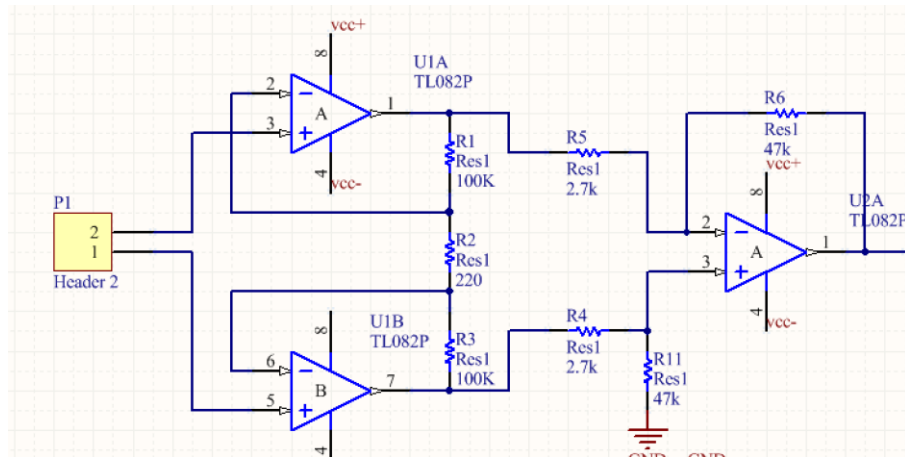 vcc+
8
U1A
TL082P
2
A
1
3
4
vcc-
R1
Res1
100K
R5
Res1
2.7k
R6
Res1
47k
vcc+
8
U2A
TL082P
2
A
1
3
4
vcc-
P1
2
1
Header 2
R2
Res1
220
8
U1B
TL082P
R3
Res1
100K
6
B
7
5
4
R4
Res1
2.7k
R11
Res1
47k
GND
GND